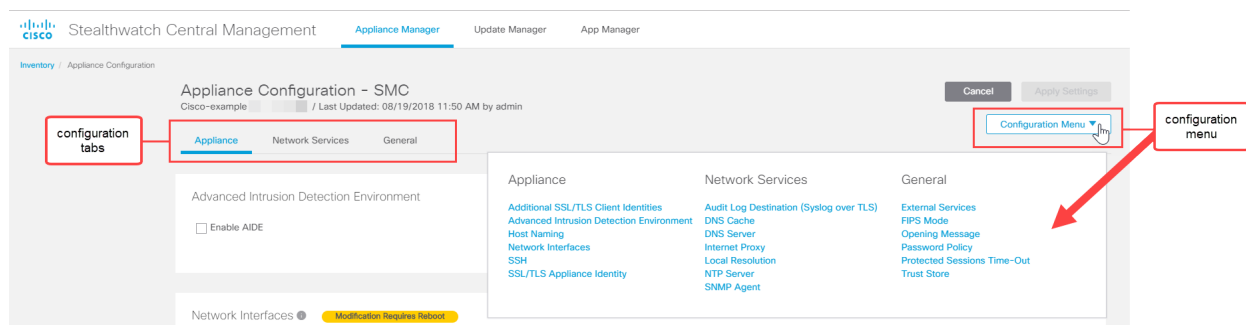 cisco Stealthwatch Central Management Appliance Manager Update Manager App Manager
Inventory / Appliance Configuration
Appliance Configuration - SMC
Cisco-example / Last Updated: 08/19/2018 11:50 AM by admin
Cancel Apply Settings
configuration tabs
Appliance Network Services General
Configuration Menu
configuration menu
Advanced Intrusion Detection Environment
Enable AIDE
Appliance
Additional SSL/TLS Client Identities
Advanced Intrusion Detection Environment
Host Naming
Network Interfaces
SSH
SSL/TLS Appliance Identity
Network Services
Audit Log Destination (Syslog over TLS)
DNS Cache
DNS Server
Internet Proxy
Local Resolution
NTP Server
SNMP Agent
General
External Services
FIPS Mode
Opening Message
Password Policy
Protected Sessions Time-Out
Trust Store
Network Interfaces Modification Requires Reboot